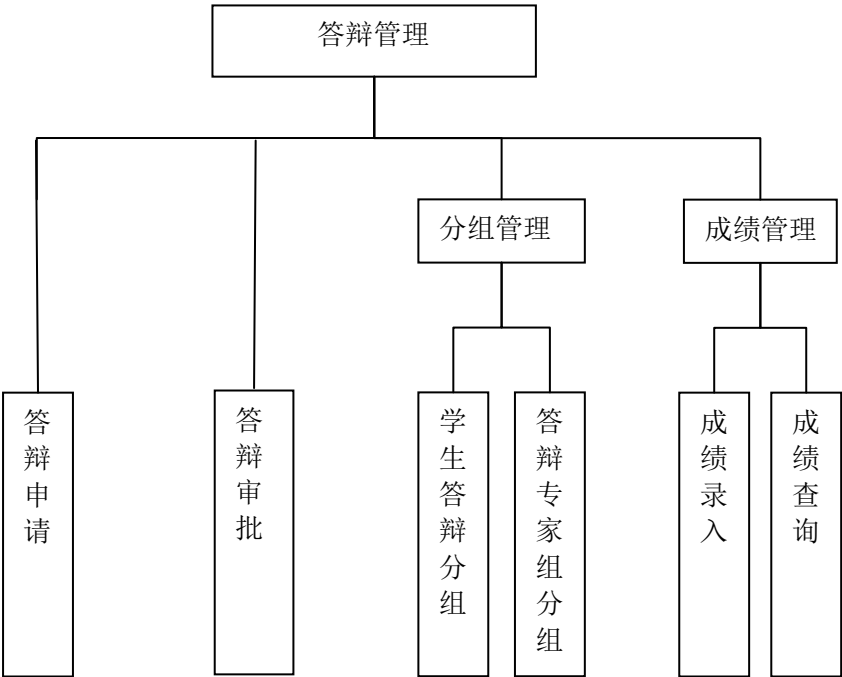 答辩管理
分组管理
成绩管理
答辩申请
答辩审批
学生答辩分组
答辩专家组分组
成绩录入
成绩查询